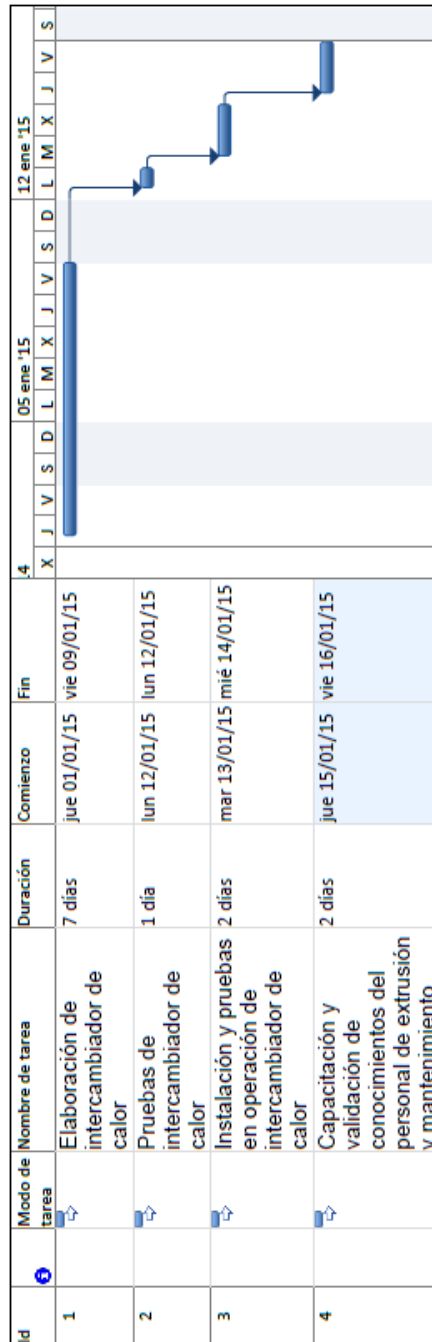 Id
Modo de tarea
Nombre de tarea
Duración
Comienzo
Fin
.4
05 ene '15
12 ene '15
X J V S D L M X J V S D L M X J V S
1
Elaboración de
intercambiador de
calor
7 días
jue 01/01/15
vie 09/01/15
2
Pruebas de
intercambiador de
calor
1 día
lun 12/01/15
lun 12/01/15
3
Instalación y pruebas
en operación de
intercambiador de
calor
2 días
mar 13/01/15
mié 14/01/15
4
Capacitación y
validación de
conocimientos del
personal de extrusión
y mantenimiento
2 días
jue 15/01/15
vie 16/01/15